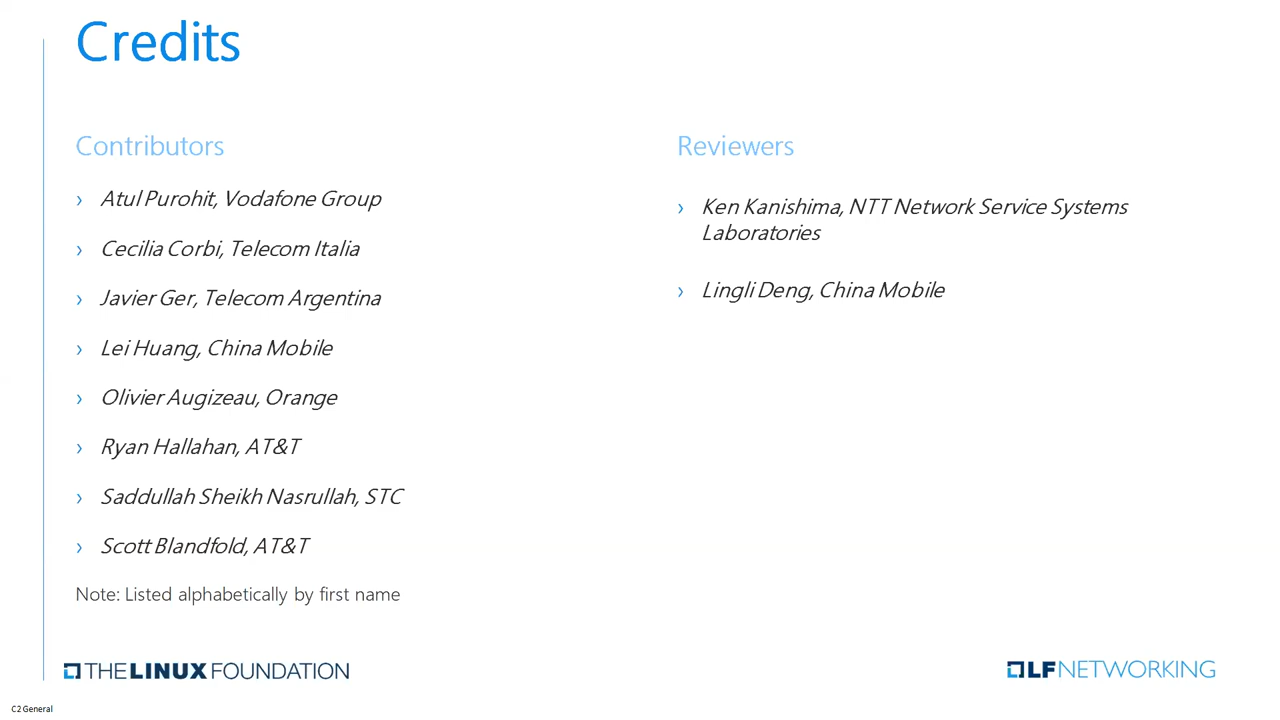 Credits
Contributors
› Atul Purohit, Vodafone Group
› Cecilia Corbi, Telecom Italia
› Javier Ger, Telecom Argentina
› Lei Huang, China Mobile
› Olivier Augizeau, Orange
› Ryan Hallahan, AT&T
› Saddullah Sheikh Nasrullah, STC
› Scott Blandfold, AT&T
Note: Listed alphabetically by first name
Reviewers
› Ken Kanishima, NTT Network Service Systems
Laboratories
› Lingli Deng, China Mobile
THE LINUX FOUNDATION
LF NETWORKING
C2 General